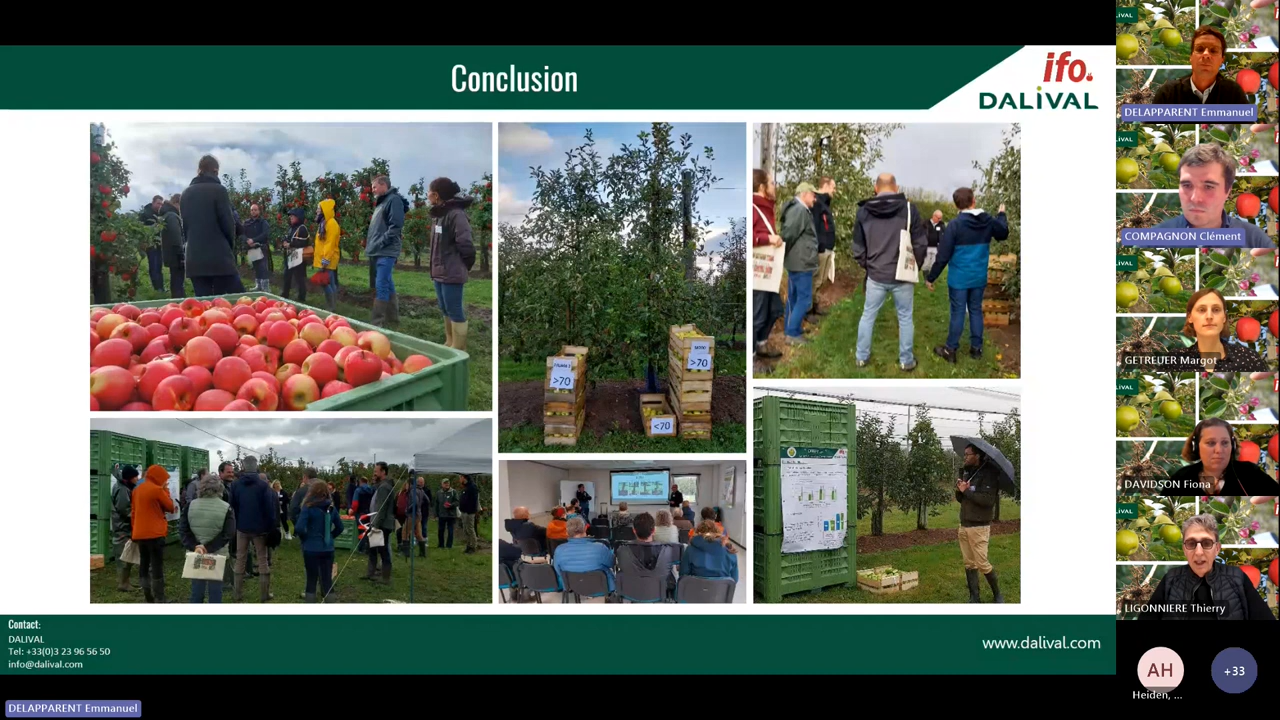 Conclusion
ifo.
DALIVAL
>70
>70
<70
Contact:
DALIVAL
Tel: +33(0)3 23 96 56 50
info@dalival.com
www.dalival.com
DELAPPARENT Emmanuel
DELAPPARENT Emmanuel
COMPAGNON Clément
GETREUER Margot
DAVIDSON Fiona
LIGONNIERE Thierry
AH
Heiden, ...
+33